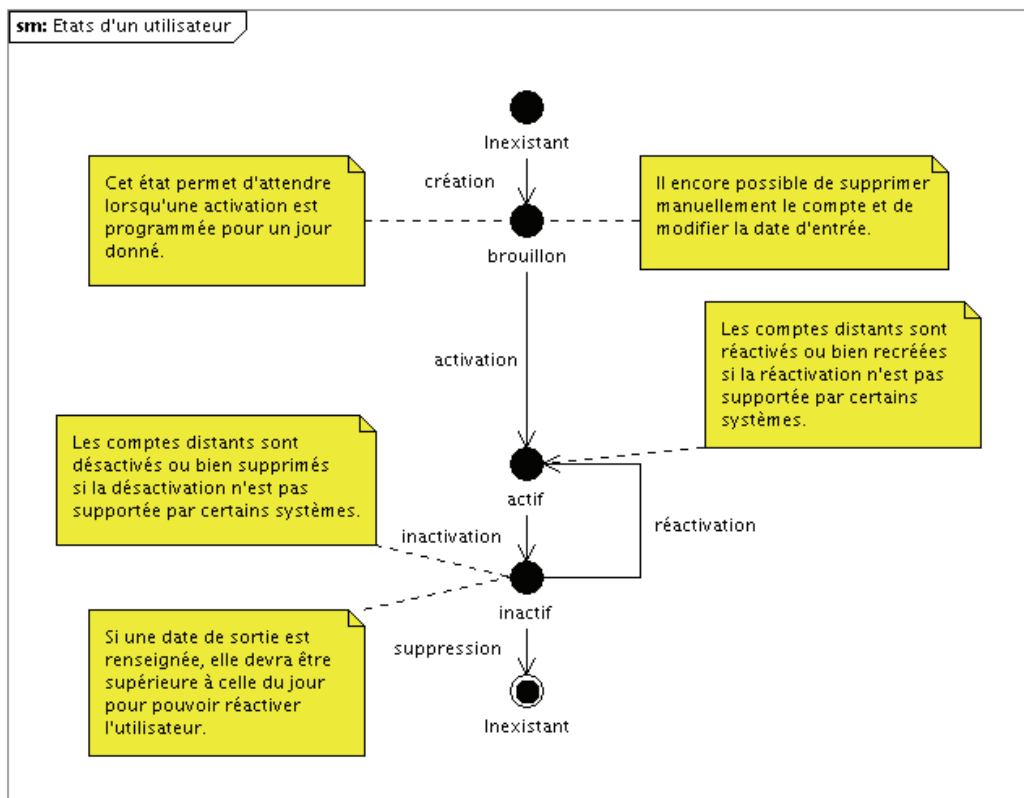 sm: Etats d'un utilisateur
Inexistant
création
Cet état permet d'attendre
lorsqu'une activation est
programmée pour un jour
donné.
Il encore possible de supprimer
manuellement le compte et de
modifier la date d'entrée.
brouillon
activation
Les comptes distants sont
réactivés ou bien recréées
si la réactivation n'est pas
supportée par certains
systèmes.
Les comptes distants sont
désactivés ou bien supprimés
si la désactivation n'est pas
supportée par certains systèmes.
actif
inactivation
réactivation
inactif
Si une date de sortie est
renseignée, elle devra être
supérieure à celle du jour
pour pouvoir réactiver
l'utilisateur.
suppression
Inexistant